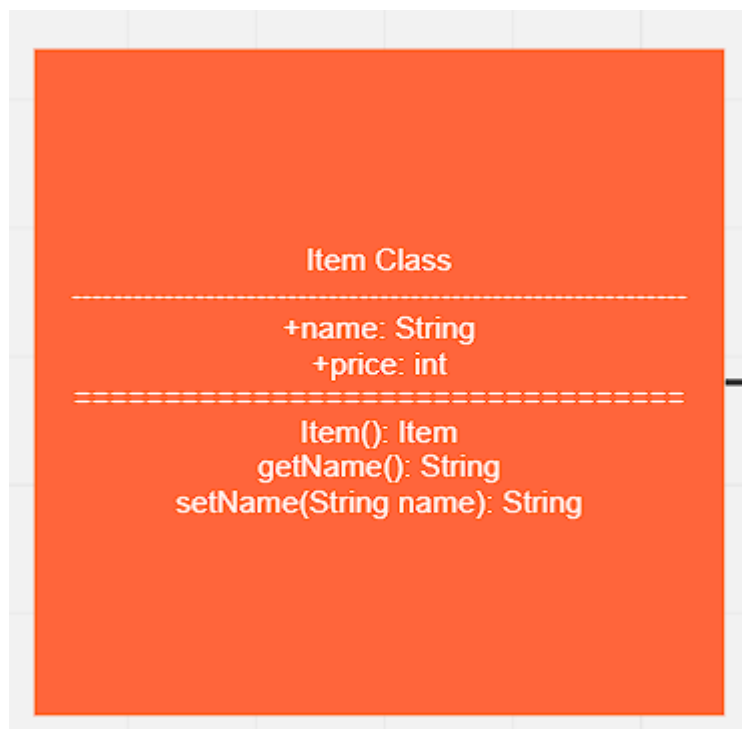 Item Class
--------------------------------------------------------------
+name: String
+price: int
==================================
Item(): Item
getName(): String
setName(String name): String